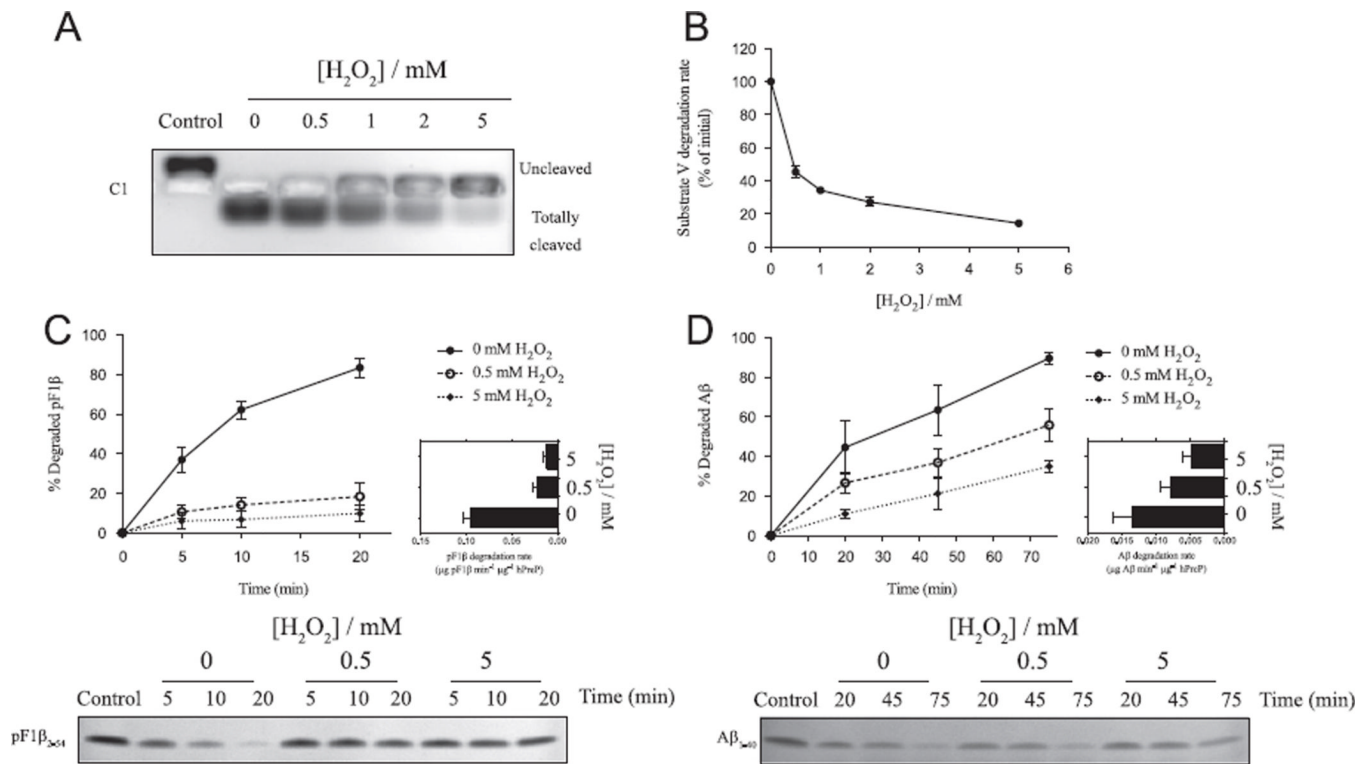 A
[H₂O₂] / mM
Control 0 0.5 1 2 5
C1
Uncleaved
Totally
cleaved
B
Substrate V degradation rate
(% of initial)
120
100
80
60
40
20
0
0 1 2 3 4 5 6
[H₂O₂] / mM
C
% Degraded pF1β
100
80
60
40
20
0
0 5 10 15 20
Time (min)
0 mM H₂O₂
0.5 mM H₂O₂
5 mM H₂O₂
5
0.5
0
[H₂O₂] / mM
0.15 0.10 0.05 0.00
pF1β degradation rate
(µg pF1β min⁻¹ µg⁻¹ hPreP)
[H₂O₂] / mM
0 0.5 5
Control 5 10 20 5 10 20 5 10 20 Time (min)
pF1β₂₋₅₄
D
% Degraded Aβ
100
80
60
40
20
0
0 10 20 30 40 50 60 70
Time (min)
0 mM H₂O₂
0.5 mM H₂O₂
5 mM H₂O₂
5
0.5
0
[H₂O₂] / mM
0.020 0.015 0.010 0.005 0.000
Aβ degradation rate
(µg Aβ min⁻¹ µg⁻¹ hPreP)
[H₂O₂] / mM
0 0.5 5
Control 20 45 75 20 45 75 20 45 75 Time (min)
Aβ